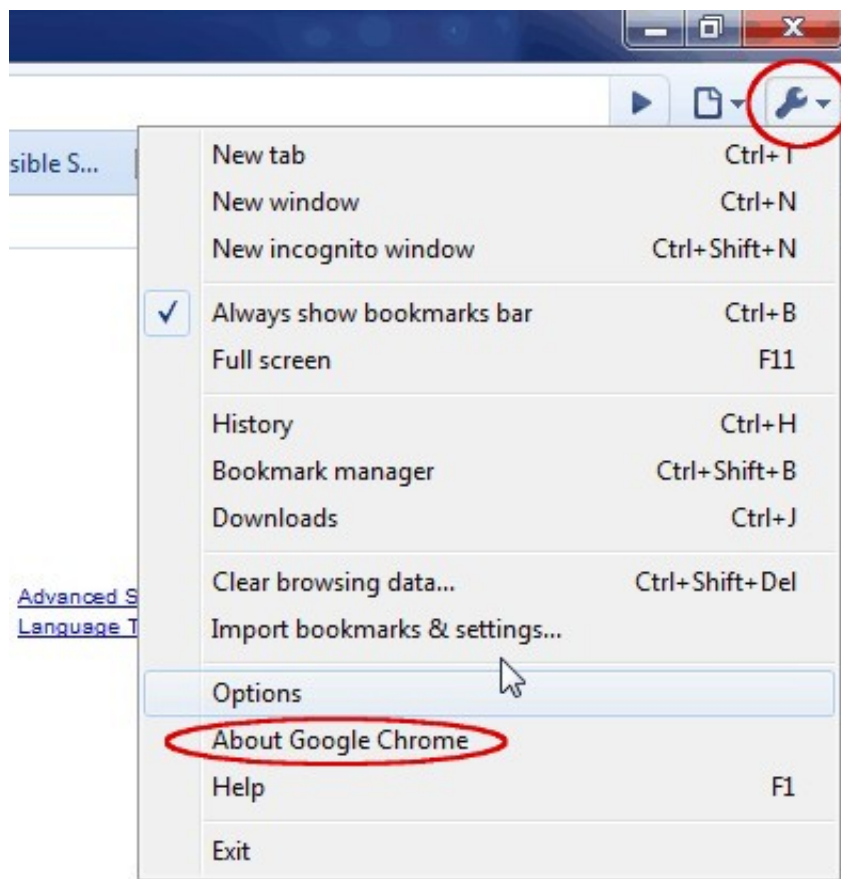 sible S...
New tab Ctrl+T
New window Ctrl+N
New incognito window Ctrl+Shift+N
Always show bookmarks bar Ctrl+B
Full screen F11
History Ctrl+H
Bookmark manager Ctrl+Shift+B
Downloads Ctrl+J
Clear browsing data... Ctrl+Shift+Del
Advanced S
Import bookmarks & settings...
Language T
Options
About Google Chrome
Help F1
Exit